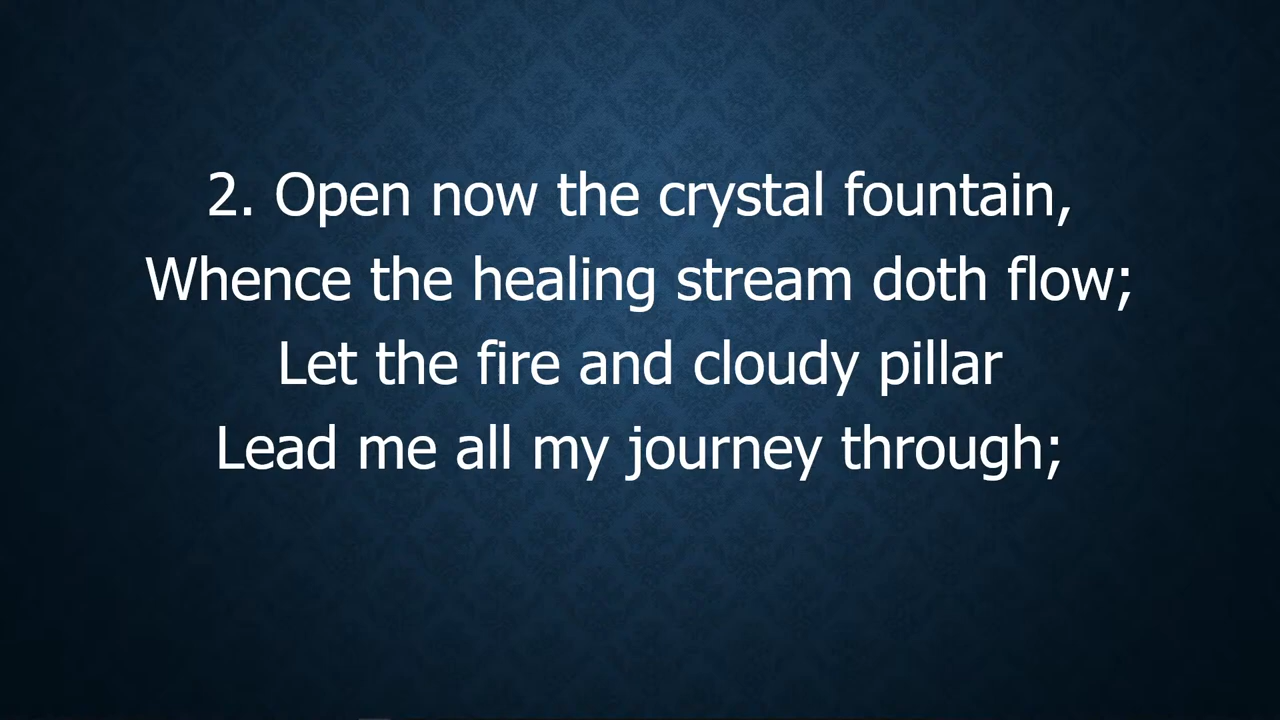 2. Open now the crystal fountain,
Whence the healing stream doth flow;
Let the fire and cloudy pillar
Lead me all my journey through;